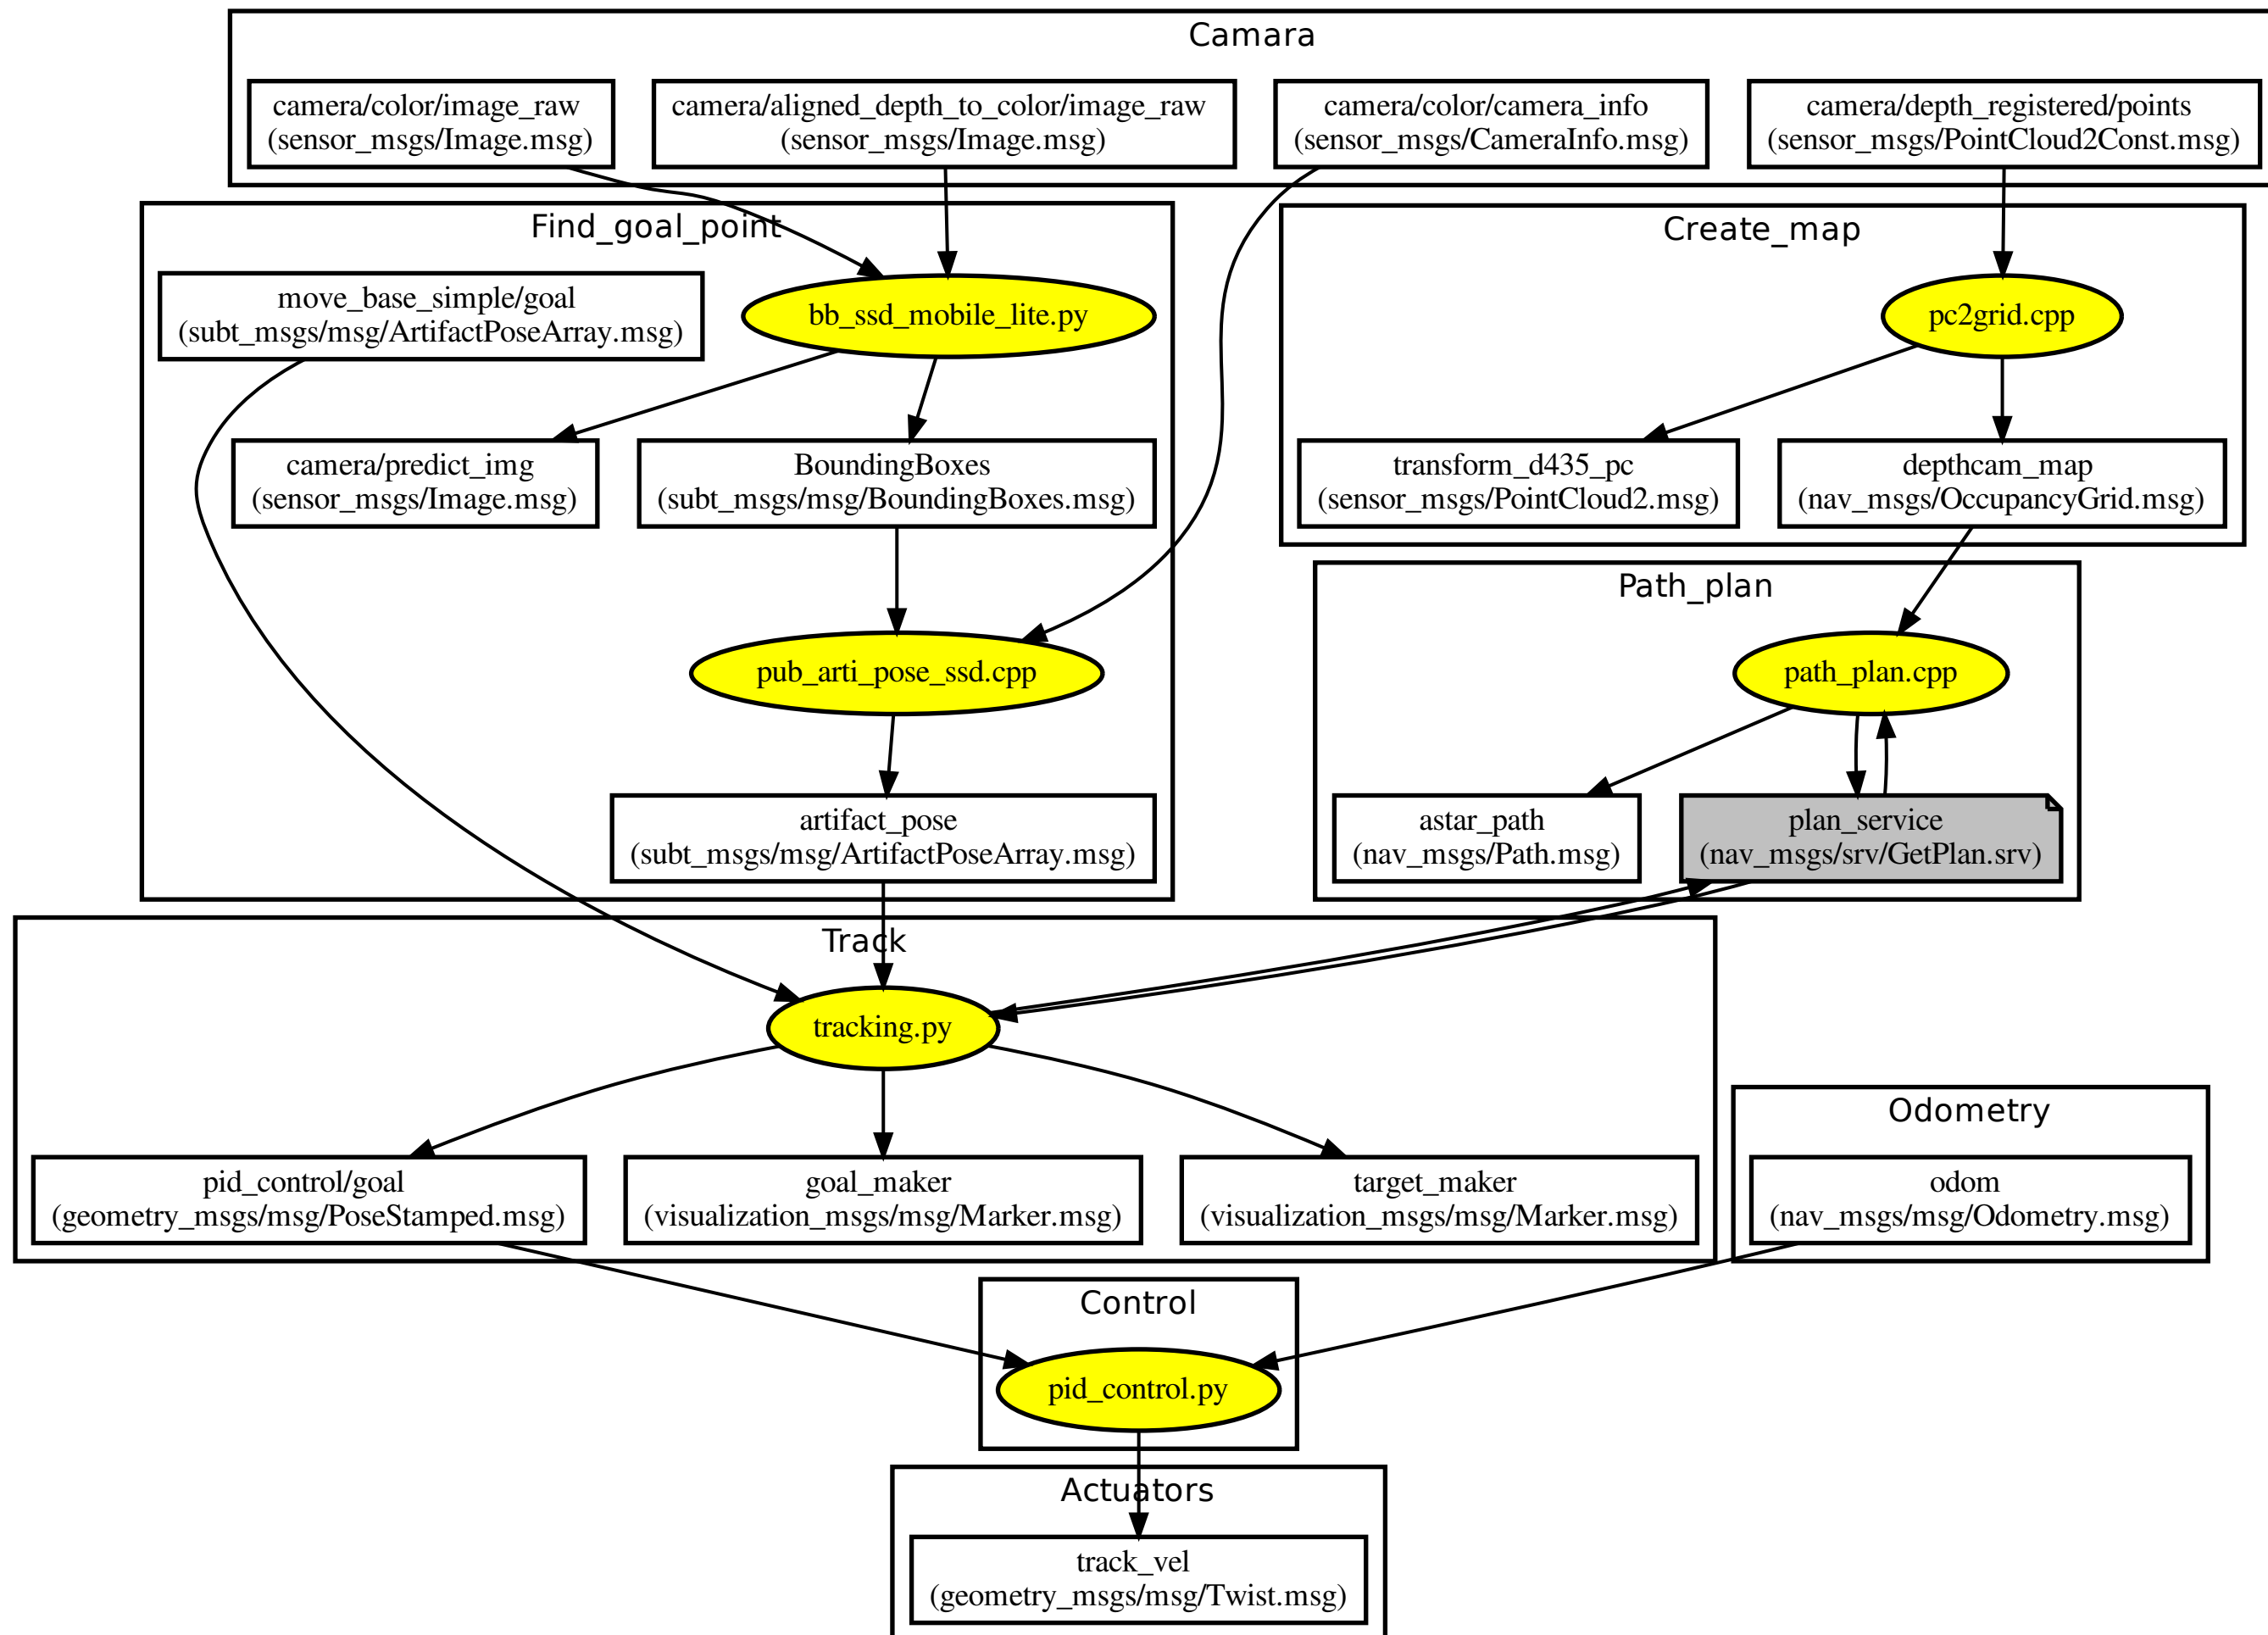 Camara
camera/color/image_raw
(sensor_msgs/Image.msg)
camera/aligned_depth_to_color/image_raw
(sensor_msgs/Image.msg)
camera/color/camera_info
(sensor_msgs/CameraInfo.msg)
camera/depth_registered/points
(sensor_msgs/PointCloud2Const.msg)
Find_goal_point
move_base_simple/goal
(subt_msgs/msg/ArtifactPoseArray.msg)
bb_ssd_mobile_lite.py
camera/predict_img
(sensor_msgs/Image.msg)
BoundingBoxes
(subt_msgs/msg/BoundingBoxes.msg)
pub_arti_pose_ssd.cpp
artifact_pose
(subt_msgs/msg/ArtifactPoseArray.msg)
Create_map
pc2grid.cpp
transform_d435_pc
(sensor_msgs/PointCloud2.msg)
depthcam_map
(nav_msgs/OccupancyGrid.msg)
Path_plan
path_plan.cpp
astar_path
(nav_msgs/Path.msg)
plan_service
(nav_msgs/srv/GetPlan.srv)
Track
tracking.py
pid_control/goal
(geometry_msgs/msg/PoseStamped.msg)
goal_maker
(visualization_msgs/msg/Marker.msg)
target_maker
(visualization_msgs/msg/Marker.msg)
Odometry
odom
(nav_msgs/msg/Odometry.msg)
Control
pid_control.py
Actuators
track_vel
(geometry_msgs/msg/Twist.msg)